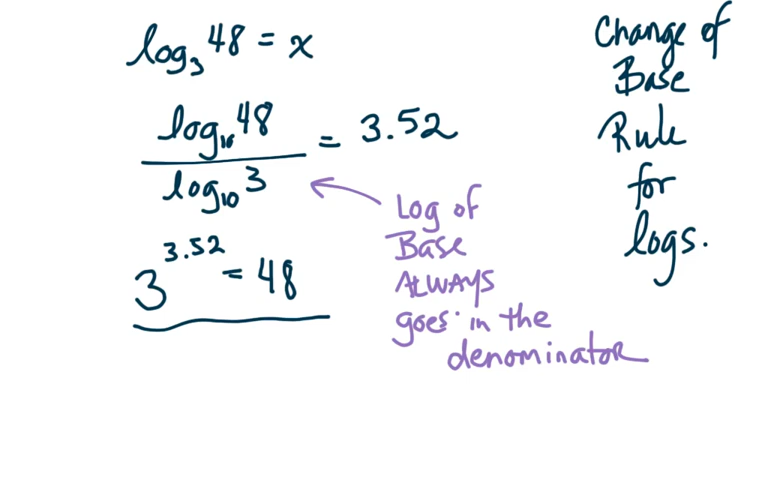 log₃ 48 = x
log₁₀ 48
log₁₀ 3
= 3.52
3^3.52 = 48
Log of
Base
ALWAYS
goes in the
denominator
Change of
Base
Rule
for
logs.